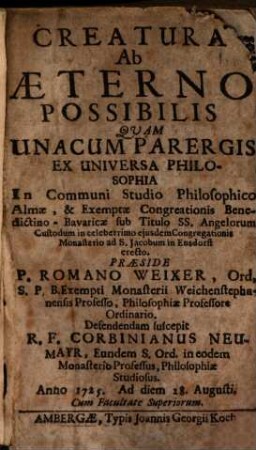 CREATURA
Ab
ÆTERNO
POSSIBILIS
QUAM
UNACUM PARERGIS
EX UNIVERSA PHILO-
SOPHIA
In Communi Studio Philosophico
Almæ, & Exemptæ Congreationis Bene-
dictino-Bavaricæ sub Titulo SS. Angelorum
Custodum in celeberrimo ejusdem Congregationis
Monasterio ad B. Jacobum in Ensdorff
erecto,
PRÆSIDE
P. ROMANO WEIXER, Ord.
S. P. B. Exempti Monasterii Weichenstepha-
nensis Professo, Philosophiæ Professore
Ordinario.
Defendendam suscepit
R. F. CORBINIANUS NEU-
MAYR, Eundem S. Ord. in eodem
Monasterio Professus, Philosophiæ
Studiosus.
Anno 1725. Ad diem 28. Augusti.
Cum Facultate Superiorum.
AMBERGÆ, Typis Joannis Georgii Koch